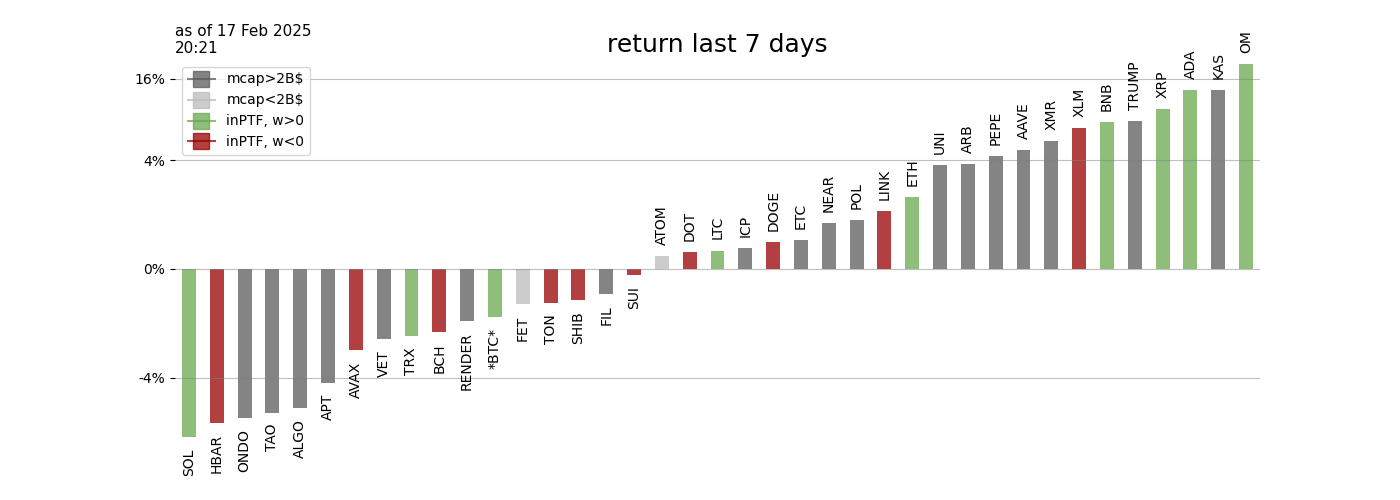 as of 17 Feb 2025
20:21
return last 7 days
mcap>2B$
mcap<2B$
inPTF, w>0
inPTF, w<0
16%
4%
0%
-4%
SOL
HBAR
ONDO
TAO
ALGO
APT
AVAX
VET
TRX
BCH
RENDER
*BTC*
FET
TON
SHIB
FIL
SUI
ATOM
DOT
LTC
ICP
DOGE
ETC
NEAR
POL
LINK
ETH
UNI
ARB
PEPE
AAVE
XMR
XLM
BNB
TRUMP
XRP
ADA
KAS
OM